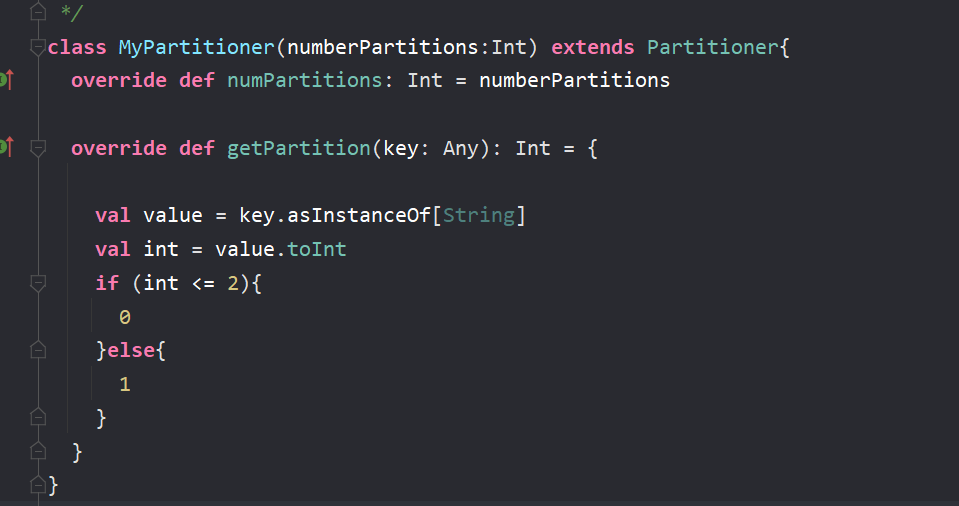 */
class MyPartitioner(numberPartitions:Int) extends Partitioner{
override def numPartitions: Int = numberPartitions
override def getPartition(key: Any): Int = {
val value = key.asInstanceOf[String]
val int = value.toInt
if (int <= 2){
0
}else{
1
}
}
}